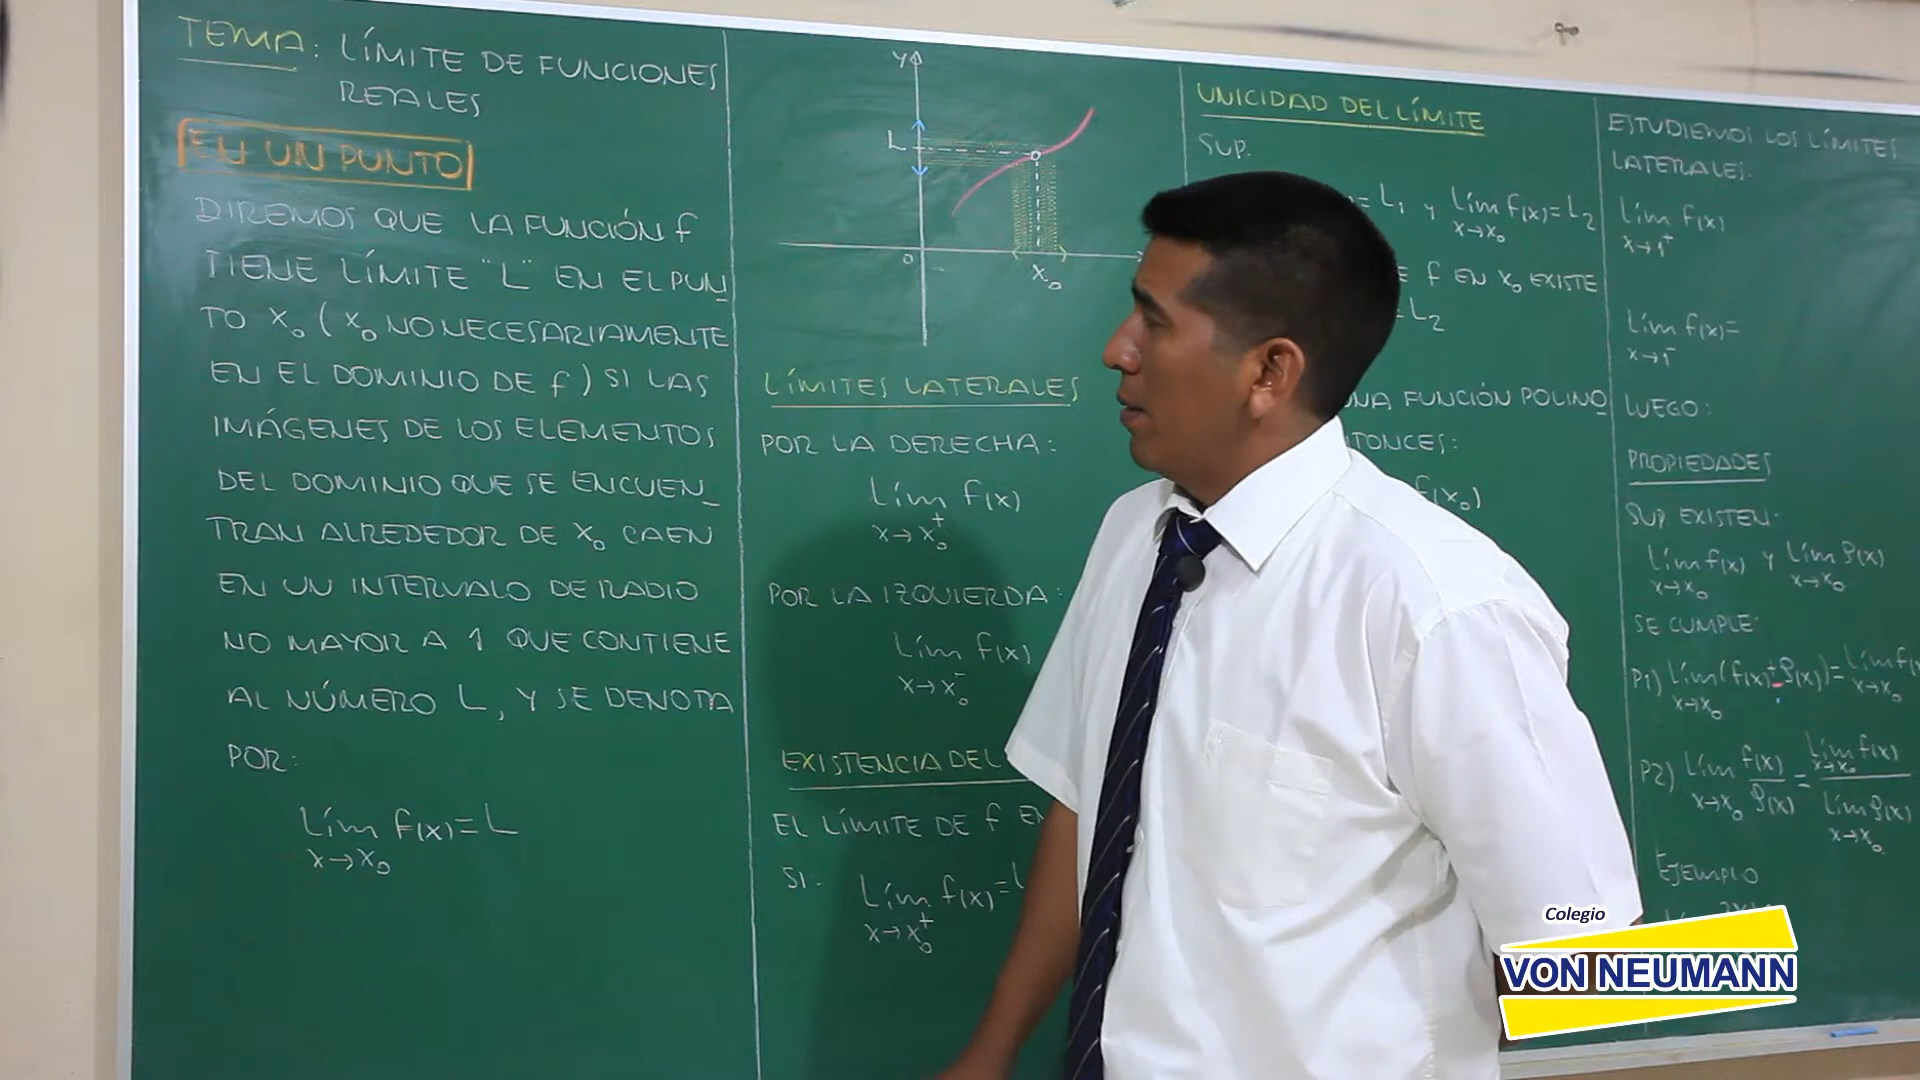 TEMA: LÍMITE DE FUNCIONES
REALES
EN UN PUNTO
DIREMOS QUE LA FUNCIÓN f
TIENE LÍMITE "L" EN EL PUN
TO X₀ (X₀ NO NECESARIAMENTE
EN EL DOMINIO DE f) SI LAS
IMÁGENES DE LOS ELEMENTOS
DEL DOMINIO QUE SE ENCUEN_
TRAN ALREDEDOR DE X₀ CAEN
EN UN INTERVALO DE RADIO
NO MAYOR A 1 QUE CONTIENE
AL NÚMERO L, Y SE DENOTA
POR:
Lím f(x)=L
x→x₀
Y
L
0
X₀
LÍMITES LATERALES
POR LA DERECHA:
Lím f(x)
x→x₀⁺
POR LA IZQUIERDA:
Lím f(x)
x→x₀⁻
EXISTENCIA DEL
EL LÍMITE DE f EN
SI:
Lím f(x)=L
x→x₀⁺
UNICIDAD DEL LÍMITE
SUP.
=L₁ y Lím f(x)=L₂
x→x₀
f EN X₀ EXISTE
L₂
UNA FUNCIÓN POLINO
f(x₀)
ESTUDIEMOS LOS LÍMITES
LATERALES:
Lím f(x)
x→1⁺
Lím f(x)=
x→1⁻
LUEGO:
PROPIEDADES
SUP. EXISTEN:
Lím f(x) y Lím g(x)
x→x₀ x→x₀
SE CUMPLE:
P1) Lím (f(x)±g(x))=Lím f(x
x→x₀ x→x₀
P2) Lím f(x)/g(x) = Lím f(x)/Lím g(x)
x→x₀ x→x₀ x→x₀
EJEMPLO
Colegio
VON NEUMANN